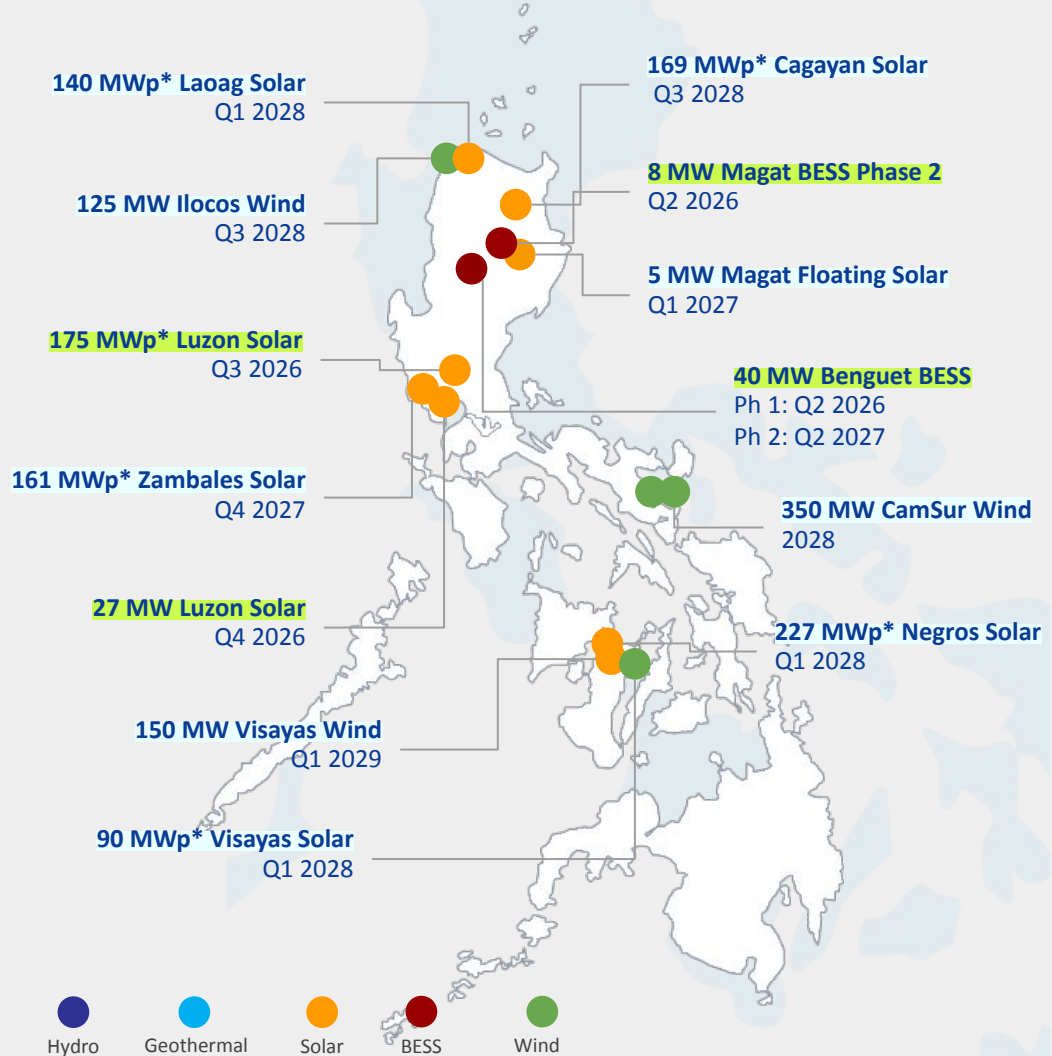 140 MWp* Laoag Solar
Q1 2028
169 MWp* Cagayan Solar
Q3 2028
125 MW Ilocos Wind
Q3 2028
8 MW Magat BESS Phase 2
Q2 2026
5 MW Magat Floating Solar
Q1 2027
175 MWp* Luzon Solar
Q3 2026
40 MW Benguet BESS
Ph 1: Q2 2026
Ph 2: Q2 2027
161 MWp* Zambales Solar
Q4 2027
350 MW CamSur Wind
2028
27 MW Luzon Solar
Q4 2026
227 MWp* Negros Solar
Q1 2028
150 MW Visayas Wind
Q1 2029
90 MWp* Visayas Solar
Q1 2028
Hydro
Geothermal
Solar
BESS
Wind